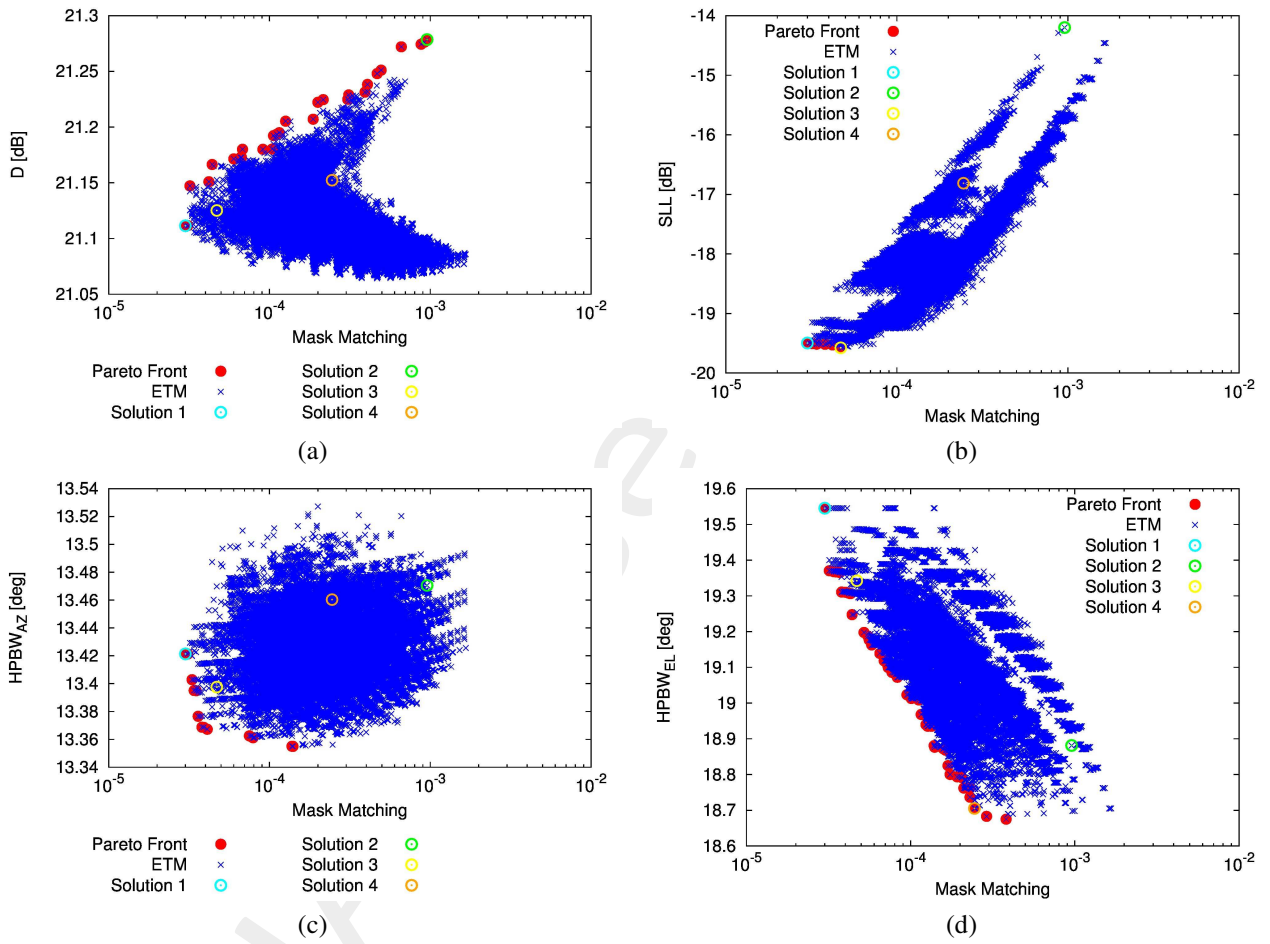 21.3
21.25
21.2
21.15
21.1
21.05
D [dB]
10-5
10-4
10-3
10-2
Mask Matching
Pareto Front
ETM
Solution 1
Solution 2
Solution 3
Solution 4
(a)
-14
-15
-16
-17
-18
-19
-20
SLL [dB]
Pareto Front
ETM
Solution 1
Solution 2
Solution 3
Solution 4
10-5
10-4
10-3
10-2
Mask Matching
(b)
13.54
13.52
13.5
13.48
13.46
13.44
13.42
13.4
13.38
13.36
13.34
HPBWAZ [deg]
10-5
10-4
10-3
10-2
Mask Matching
Pareto Front
ETM
Solution 1
Solution 2
Solution 3
Solution 4
(c)
19.6
19.5
19.4
19.3
19.2
19.1
19
18.9
18.8
18.7
18.6
HPBWEL [deg]
Pareto Front
ETM
Solution 1
Solution 2
Solution 3
Solution 4
10-5
10-4
10-3
10-2
Mask Matching
(d)